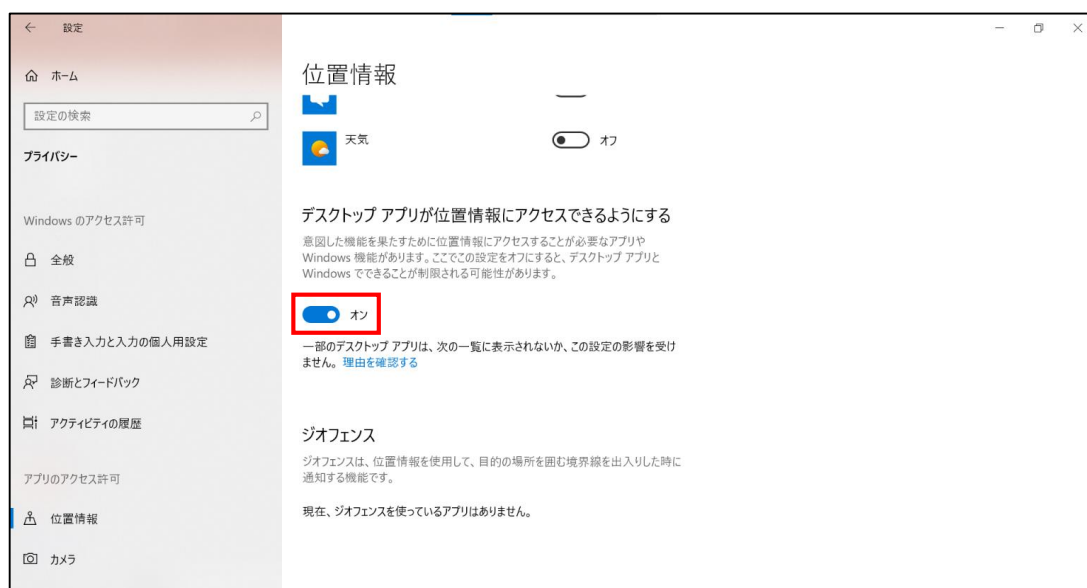 設定
ホーム
設定の検索
プライバシー
Windows のアクセス許可
全般
音声認識
手書き入力と入力の個人用設定
診断とフィードバック
アクティビティの履歴
アプリのアクセス許可
位置情報
カメラ
位置情報
天気
オフ
デスクトップ アプリが位置情報にアクセスできるようにする
意図した機能を果たすために位置情報にアクセスすることが必要なアプリや
Windows 機能があります。ここでこの設定をオフにすると、デスクトップ アプリと
Windows でできることが制限される可能性があります。
オン
一部のデスクトップ アプリは、次の一覧に表示されないか、この設定の影響を受け
ません。理由を確認する
ジオフェンス
ジオフェンスは、位置情報を使用して、目的の場所を囲む境界線を出入りした時に
通知する機能です。
現在、ジオフェンスを使っているアプリはありません。